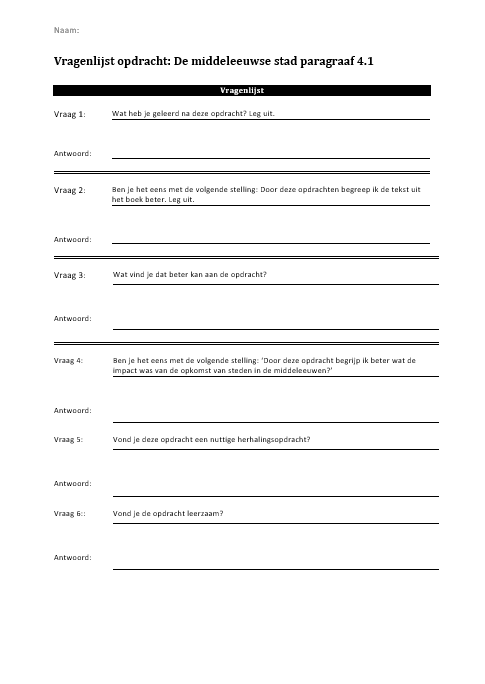 Naam:
Vragenlijst opdracht: De middeleeuwse stad paragraaf 4.1
Vragenlijst
Vraag 1: Wat heb je geleerd na deze opdracht? Leg uit.
Antwoord:
Vraag 2: Ben je het eens met de volgende stelling: Door deze opdrachten begreep ik de tekst uit
het boek beter. Leg uit.
Antwoord:
Vraag 3: Wat vind je dat beter kan aan de opdracht?
Antwoord:
Vraag 4: Ben je het eens met de volgende stelling: ‘Door deze opdracht begrijp ik beter wat de
impact was van de opkomst van steden in de middeleeuwen?’
Antwoord:
Vraag 5: Vond je deze opdracht een nuttige herhalingsopdracht?
Antwoord:
Vraag 6:: Vond je de opdracht leerzaam?
Antwoord: